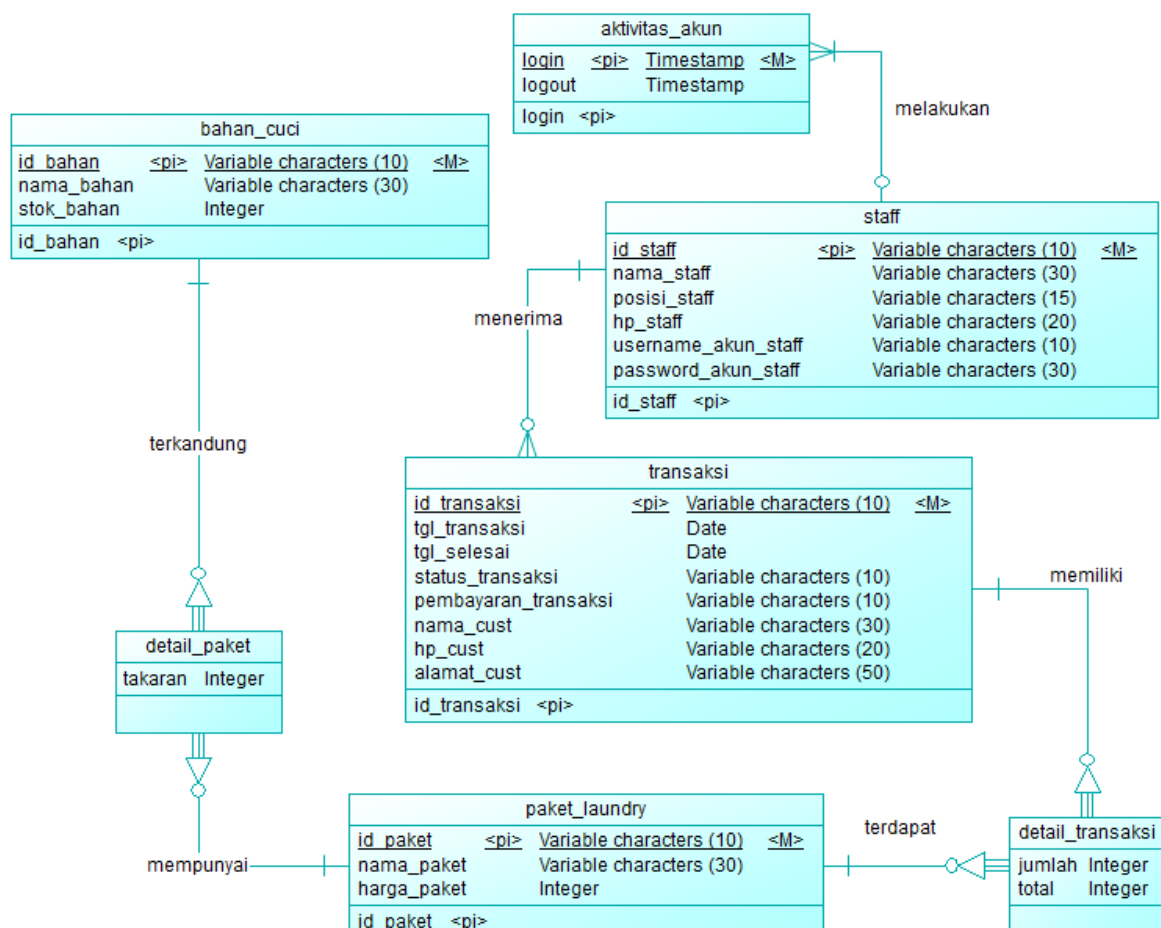 aktivitas_akun
login <pi> Timestamp <M>
logout Timestamp
login <pi>
melakukan
bahan_cuci
id_bahan <pi> Variable characters (10) <M>
nama_bahan Variable characters (30)
stok_bahan Integer
id_bahan <pi>
staff
id_staff <pi> Variable characters (10) <M>
nama_staff Variable characters (30)
posisi_staff Variable characters (15)
hp_staff Variable characters (20)
username_akun_staff Variable characters (10)
password_akun_staff Variable characters (30)
id_staff <pi>
menerima
terkandung
transaksi
id_transaksi <pi> Variable characters (10) <M>
tgl_transaksi Date
tgl_selesai Date
status_transaksi Variable characters (10)
pembayaran_transaksi Variable characters (10)
nama_cust Variable characters (30)
hp_cust Variable characters (20)
alamat_cust Variable characters (50)
id_transaksi <pi>
memiliki
detail_paket
takaran Integer
mempunyai
paket_laundry
id_paket <pi> Variable characters (10) <M>
nama_paket Variable characters (30)
harga_paket Integer
id_paket <pi>
terdapat
detail_transaksi
jumlah Integer
total Integer